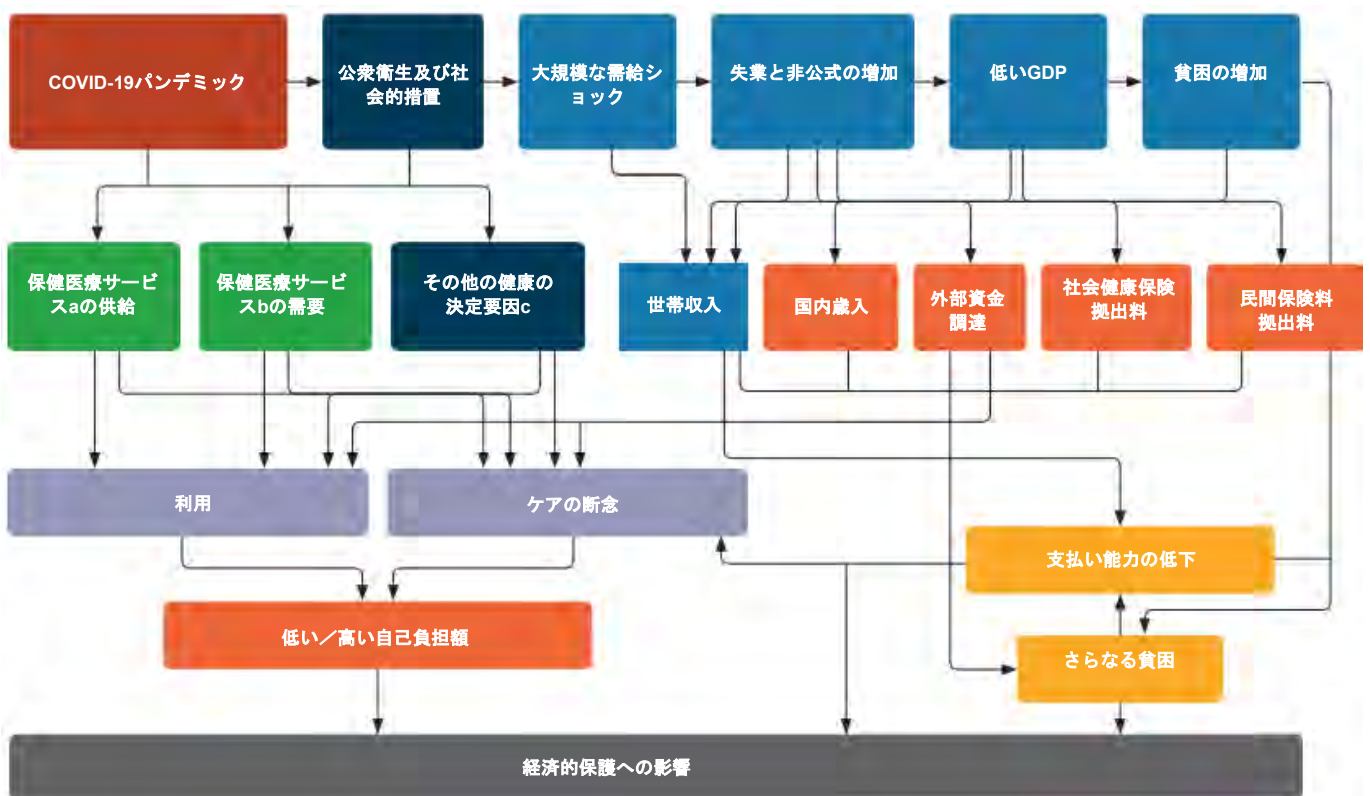 COVID-19パンデミック
公衆衛生及び社
会的措置
大規模な需給シ
ョック
失業と非公式の増加
低いGDP
貧困の増加
保健医療サービ
スaの供給
保健医療サービ
スbの需要
その他の健康の
決定要因c
世帯収入
国内歳入
外部資金
調達
社会健康保険
拠出料
民間保険料
拠出料
利用
ケアの断念
支払い能力の低下
低い／高い自己負担額
さらなる貧困
経済的保護への影響